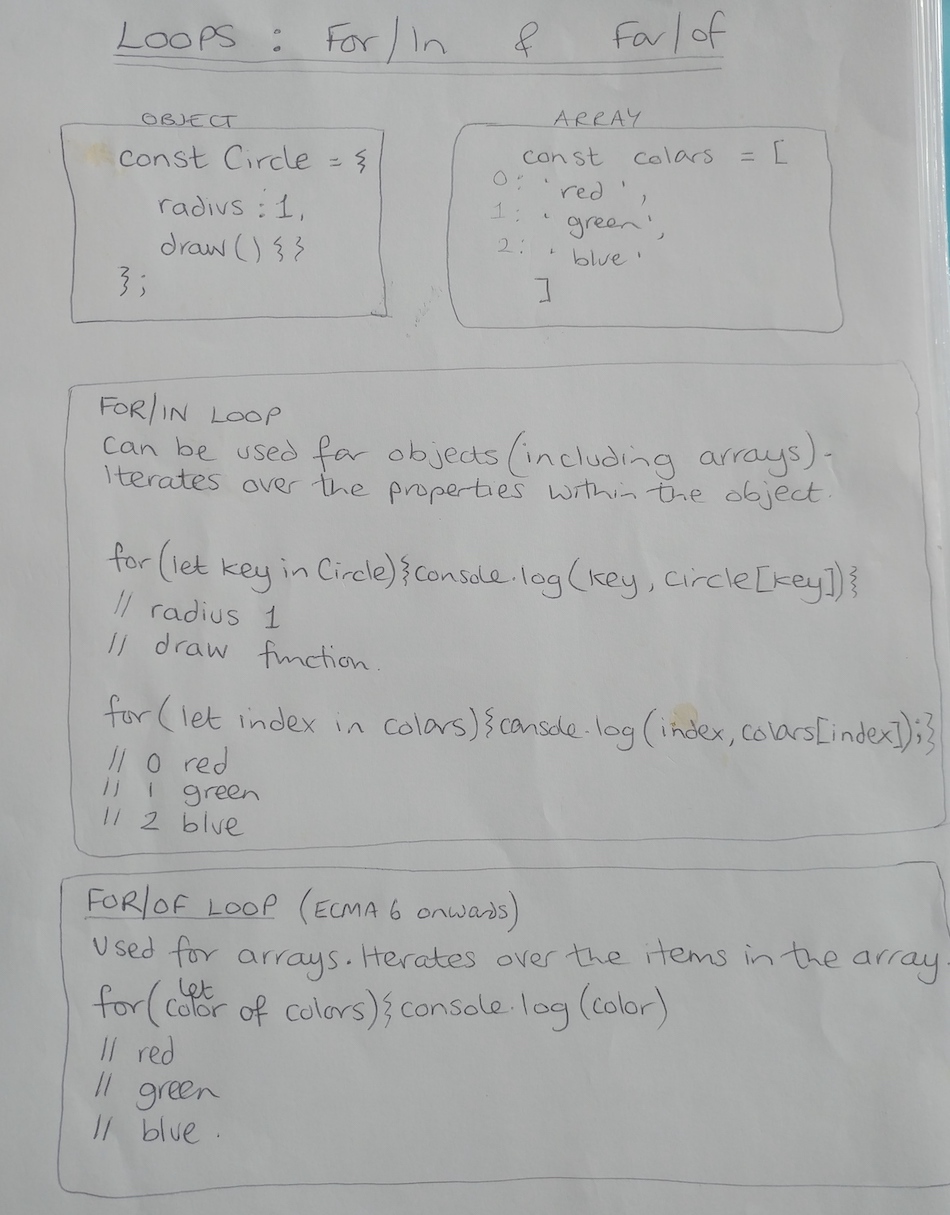 LOOPS : For/In & For/of
OBJECT
const Circle = {
radius : 1,
draw() { }
};
ARRAY
const colors = [
0: 'red',
1: 'green',
2: 'blue'
]
FOR/IN LOOP
can be used for objects (including arrays).
Iterates over the properties within the object.
for (let key in Circle) { console.log(key, circle[key]) }
// radius 1
// draw function.
for ( let index in colors) { console.log (index, colors[index]);}
// 0 red
// 1 green
// 2 blue
FOR/OF LOOP (ECMA 6 onwards)
Used for arrays. Iterates over the items in the array.
for( let color of colors) { console.log (color)
// red
// green
// blue.